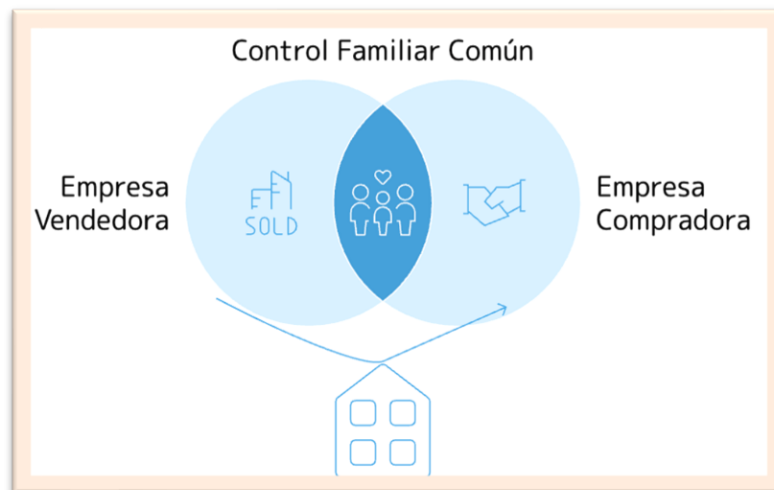 Control Familiar Común
Empresa
Vendedora
SOLD
Empresa
Compradora